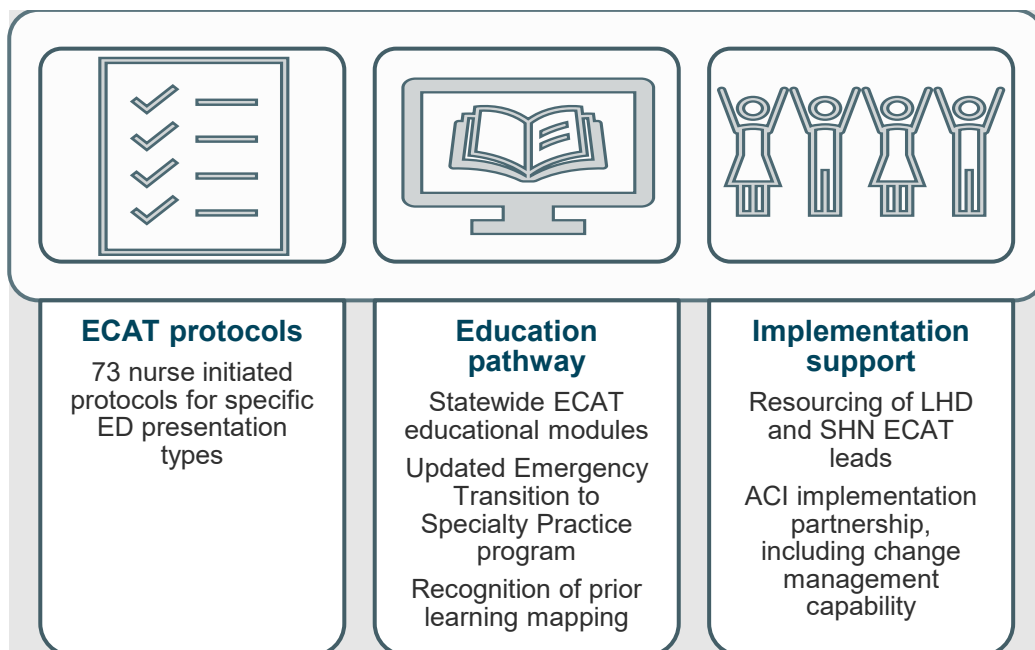 ECAT protocols
73 nurse initiated
protocols for specific
ED presentation
types
Education
pathway
Statewide ECAT
educational modules
Updated Emergency
Transition to
Specialty Practice
program
Recognition of prior
learning mapping
Implementation
support
Resourcing of LHD
and SHN ECAT
leads
ACI implementation
partnership,
including change
management
capability